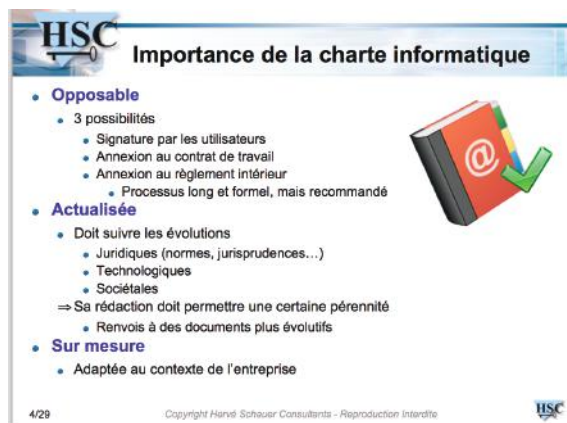 HSC
Importance de la charte informatique
Opposable
3 possibilités
Signature par les utilisateurs
Annexion au contrat de travail
Annexion au règlement intérieur
Processus long et formel, mais recommandé
Actualisée
Doit suivre les évolutions
Juridiques (normes, jurisprudences...)
Technologiques
Sociétales
⇒ Sa rédaction doit permettre une certaine pérennité
Renvois à des documents plus évolutifs
Sur mesure
Adaptée au contexte de l'entreprise
@
4/29
Copyright Hervé Schauer Consultants - Reproduction Interdite
HSC